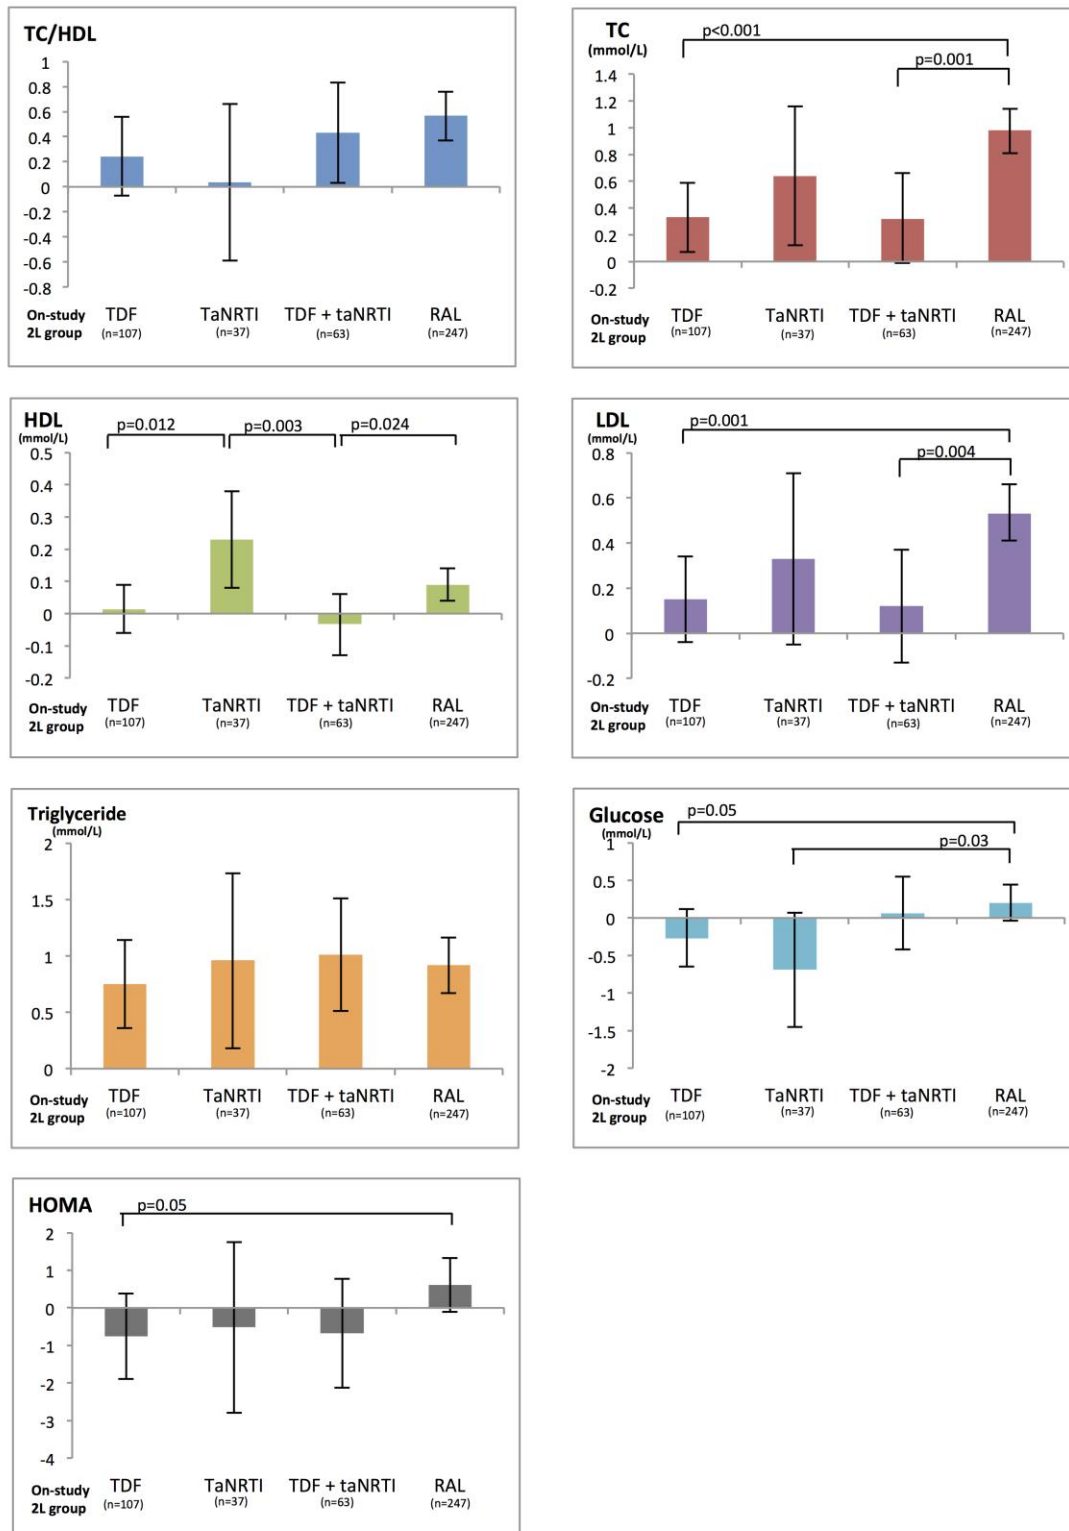 TC/HDL
1
0.8
0.6
0.4
0.2
0
-0.2
-0.4
-0.6
-0.8
On-study 2L group
TDF (n=107)
TaNRTI (n=37)
TDF + taNRTI (n=63)
RAL (n=247)
TC (mmol/L)
p<0.001
p=0.001
1.4
1.2
1
0.8
0.6
0.4
0.2
0
-0.2
On-study 2L group
TDF (n=107)
TaNRTI (n=37)
TDF + taNRTI (n=63)
RAL (n=247)
HDL (mmol/L)
p=0.012
p=0.003
p=0.024
0.5
0.4
0.3
0.2
0.1
0
-0.1
-0.2
On-study 2L group
TDF (n=107)
TaNRTI (n=37)
TDF + taNRTI (n=63)
RAL (n=247)
LDL (mmol/L)
p=0.001
p=0.004
0.8
0.6
0.4
0.2
0
-0.2
On-study 2L group
TDF (n=107)
TaNRTI (n=37)
TDF + taNRTI (n=63)
RAL (n=247)
Triglyceride (mmol/L)
2
1.5
1
0.5
0
On-study 2L group
TDF (n=107)
TaNRTI (n=37)
TDF + taNRTI (n=63)
RAL (n=247)
Glucose (mmol/L)
p=0.05
p=0.03
1
0.5
0
-0.5
-1
-1.5
-2
On-study 2L group
TDF (n=107)
TaNRTI (n=37)
TDF + taNRTI (n=63)
RAL (n=247)
HOMA
p=0.05
2
1
0
-1
-2
-3
-4
On-study 2L group
TDF (n=107)
TaNRTI (n=37)
TDF + taNRTI (n=63)
RAL (n=247)